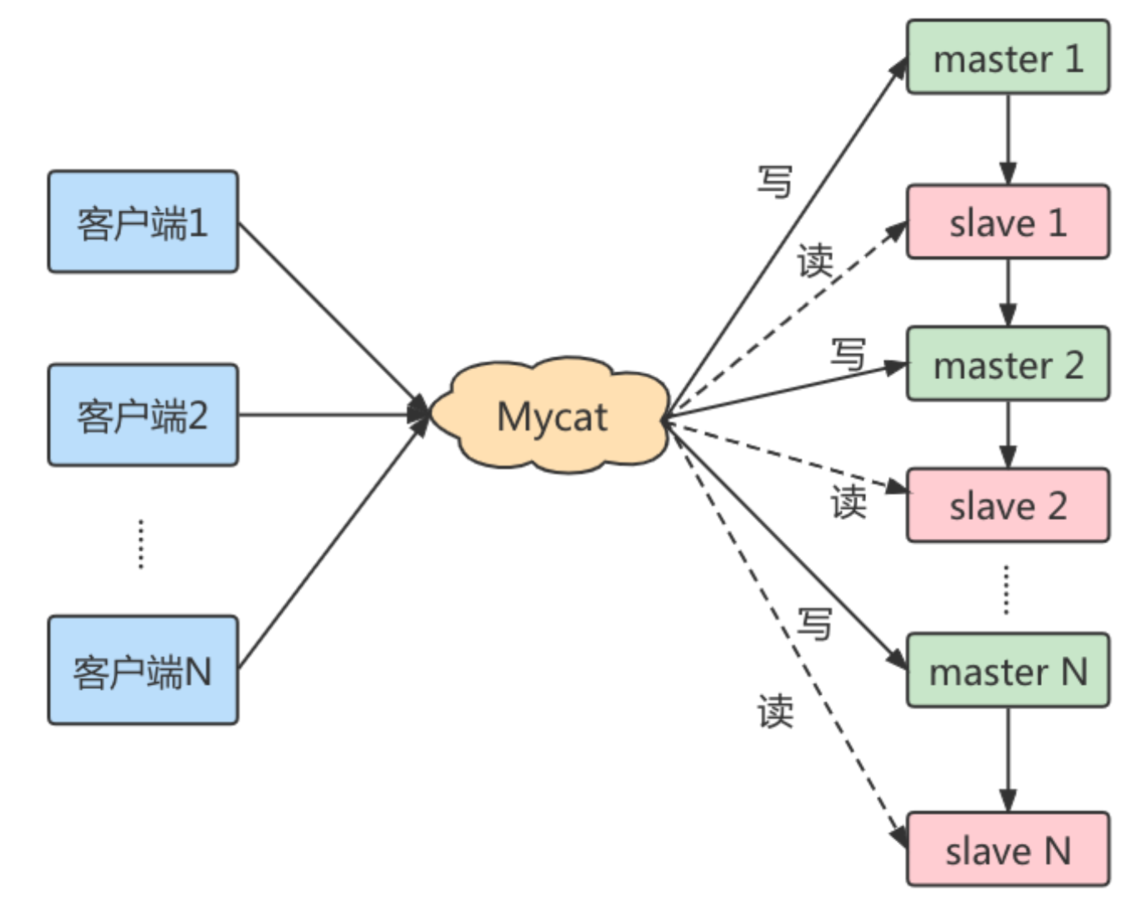 客户端1
客户端2
客户端N
Mycat
写
读
写
读
写
读
master 1
slave 1
master 2
slave 2
master N
slave N